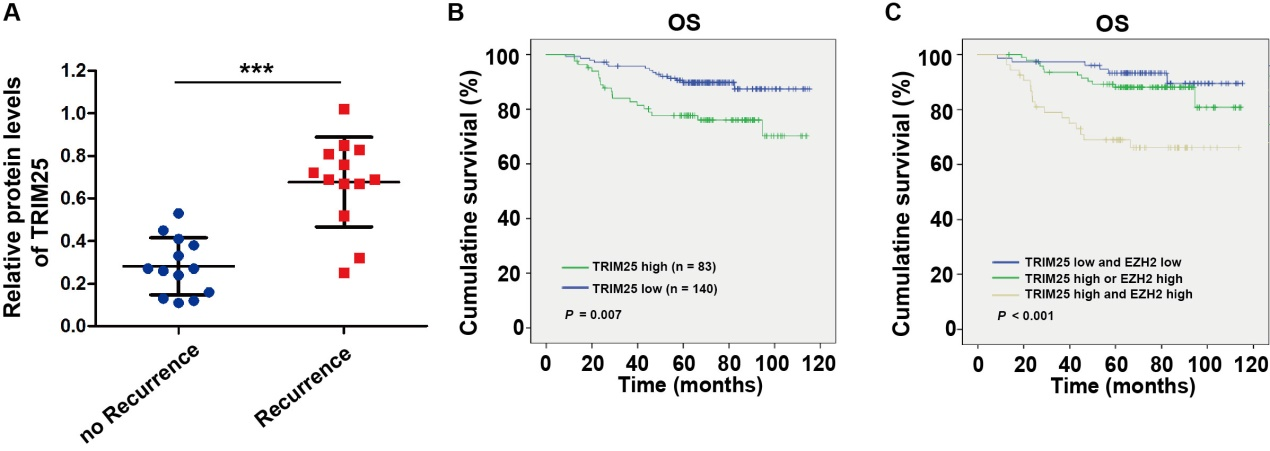 A
Relative protein levels
of TRIM25
1.2
1.0
0.8
0.6
0.4
0.2
0.0
***
no Recurrence
Recurrence
B
OS
Cumulatine survivial (%)
100
80
60
40
20
0
TRIM25 high (n = 83)
TRIM25 low (n = 140)
P = 0.007
0 20 40 60 80 100 120
Time (months)
C
OS
Cumulatine survivial (%)
100
80
60
40
20
0
TRIM25 low and EZH2 low
TRIM25 high or EZH2 high
TRIM25 high and EZH2 high
P < 0.001
0 20 40 60 80 100 120
Time (months)